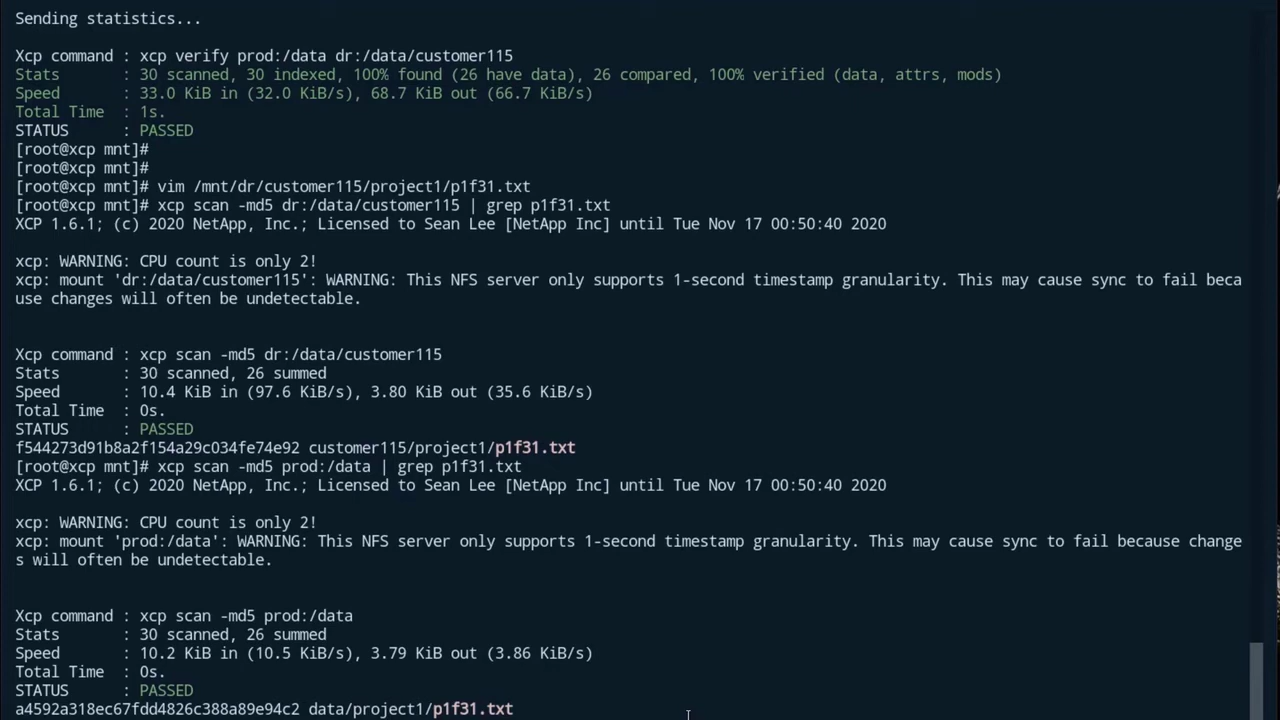 Sending statistics...
Xcp command : xcp verify prod:/data dr:/data/customer115
Stats       : 30 scanned, 30 indexed, 100% found (26 have data), 26 compared, 100% verified (data, attrs, mods)
Speed       : 33.0 KiB in (32.0 KiB/s), 68.7 KiB out (66.7 KiB/s)
Total Time  : 1s.
STATUS      : PASSED
[root@xcp mnt]#
[root@xcp mnt]#
[root@xcp mnt]# vim /mnt/dr/customer115/project1/p1f31.txt
[root@xcp mnt]# xcp scan -md5 dr:/data/customer115 | grep p1f31.txt
XCP 1.6.1; (c) 2020 NetApp, Inc.; Licensed to Sean Lee [NetApp Inc] until Tue Nov 17 00:50:40 2020
xcp: WARNING: CPU count is only 2!
xcp: mount 'dr:/data/customer115': WARNING: This NFS server only supports 1-second timestamp granularity. This may cause sync to fail beca
use changes will often be undetectable.
Xcp command : xcp scan -md5 dr:/data/customer115
Stats       : 30 scanned, 26 summed
Speed       : 10.4 KiB in (97.6 KiB/s), 3.80 KiB out (35.6 KiB/s)
Total Time  : 0s.
STATUS      : PASSED
f544273d91b8a2f154a29c034fe74e92 customer115/project1/p1f31.txt
[root@xcp mnt]# xcp scan -md5 prod:/data | grep p1f31.txt
XCP 1.6.1; (c) 2020 NetApp, Inc.; Licensed to Sean Lee [NetApp Inc] until Tue Nov 17 00:50:40 2020
xcp: WARNING: CPU count is only 2!
xcp: mount 'prod:/data': WARNING: This NFS server only supports 1-second timestamp granularity. This may cause sync to fail because change
s will often be undetectable.
Xcp command : xcp scan -md5 prod:/data
Stats       : 30 scanned, 26 summed
Speed       : 10.2 KiB in (10.5 KiB/s), 3.79 KiB out (3.86 KiB/s)
Total Time  : 0s.
STATUS      : PASSED
a4592a318ec67fdd4826c388a89e94c2 data/project1/p1f31.txt